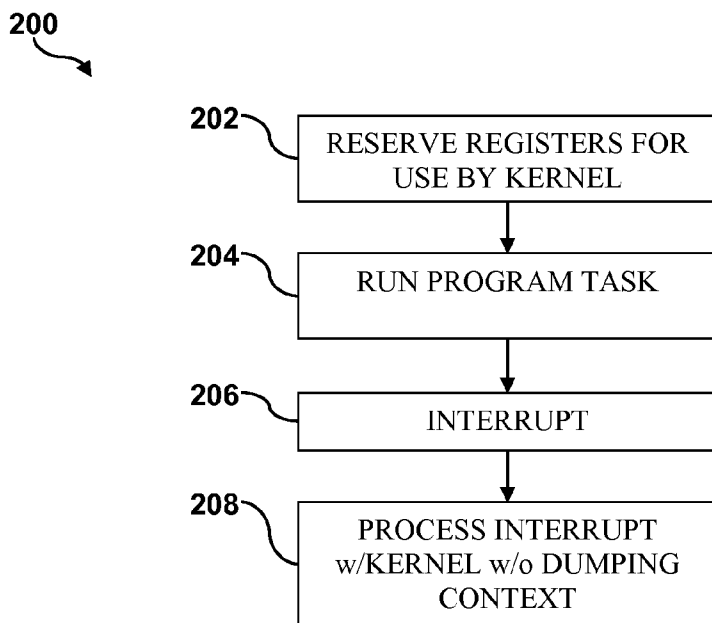 200
202
RESERVE REGISTERS FOR
USE BY KERNEL
204
RUN PROGRAM TASK
206
INTERRUPT
208
PROCESS INTERRUPT
w/KERNEL w/o DUMPING
CONTEXT